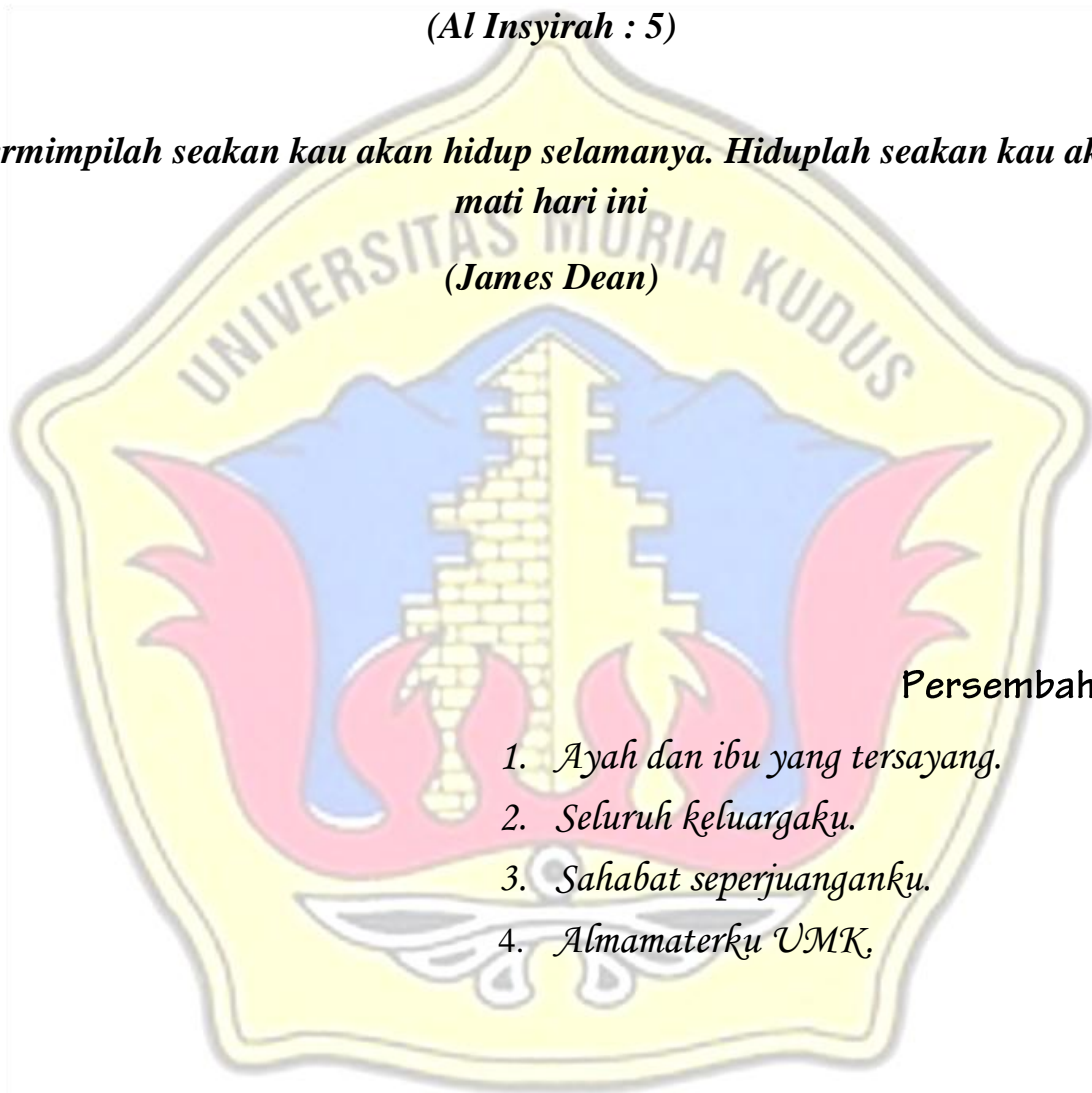 (Al Insyirah : 5)
ermimpilah seakan kau akan hidup selamanya. Hiduplah seakan kau ak
mati hari ini
(James Dean)
UNIVERSITAS MURIA KUDUS
Persembah
1. Ayah dan ibu yang tersayang.
2. Seluruh keluargaku.
3. Sahabat seperjuanganku.
4. Almamaterku UMK.